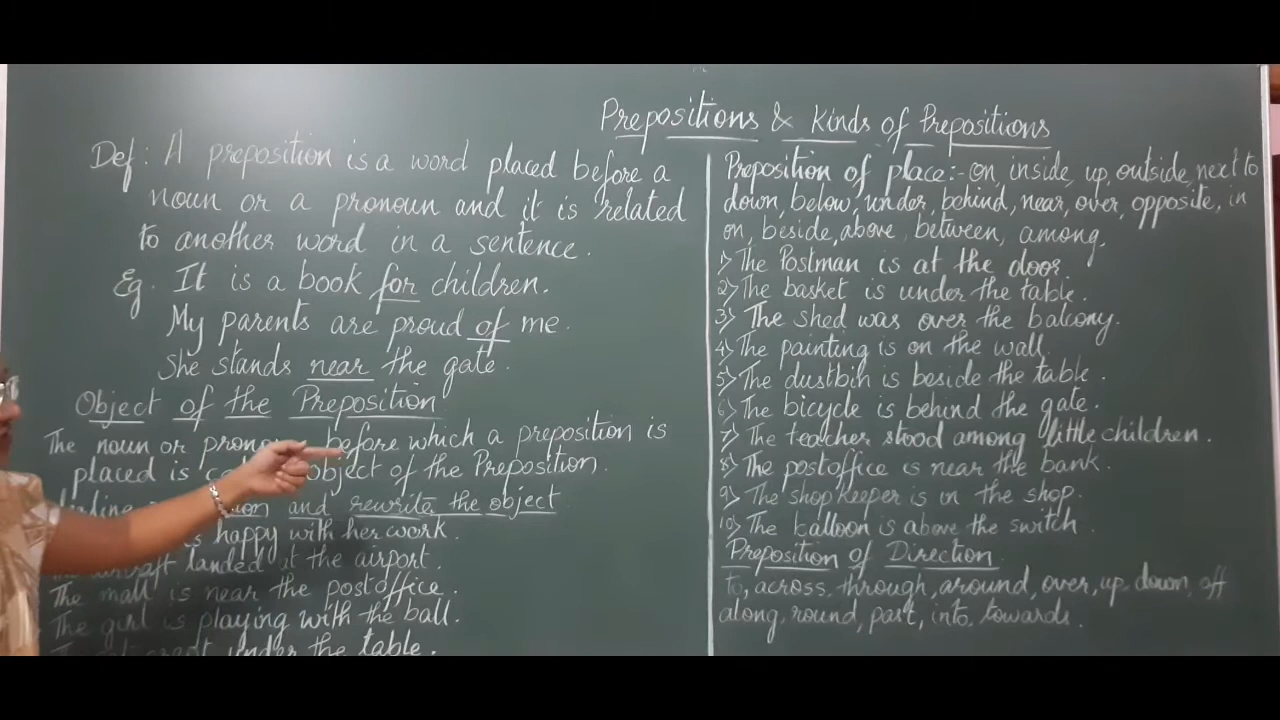 Prepositions & Kinds of Prepositions
Def: A preposition is a word placed before a
noun or a pronoun and it is related
to another word in a sentence.
Eg. It is a book for children.
My parents are proud of me.
She stands near the gate.
Object of the Preposition
The noun or before which a preposition is
placed is object of the Preposition.
and rewrite the object
happy with her work.
landed at the airport.
The mall is near the postoffice.
The girl is playing with the ball.
under the table.
Preposition of place:- on, inside, up, outside, next to
down, below, under, behind, near, over, opposite, in
on, beside, above, between, among,
1) The Postman is at the door.
2) The basket is under the table.
3) The shed was over the balcony.
4) The painting is on the wall.
5) The dustbin is beside the table.
6) The bicycle is behind the gate.
7) The teacher stood among little children.
8) The postoffice is near the bank.
9) The shopkeeper is in the shop.
10) The balloon is above the switch
Preposition of Direction
to, across, through, around, over, up, down, off
along, round, past, into, towards.